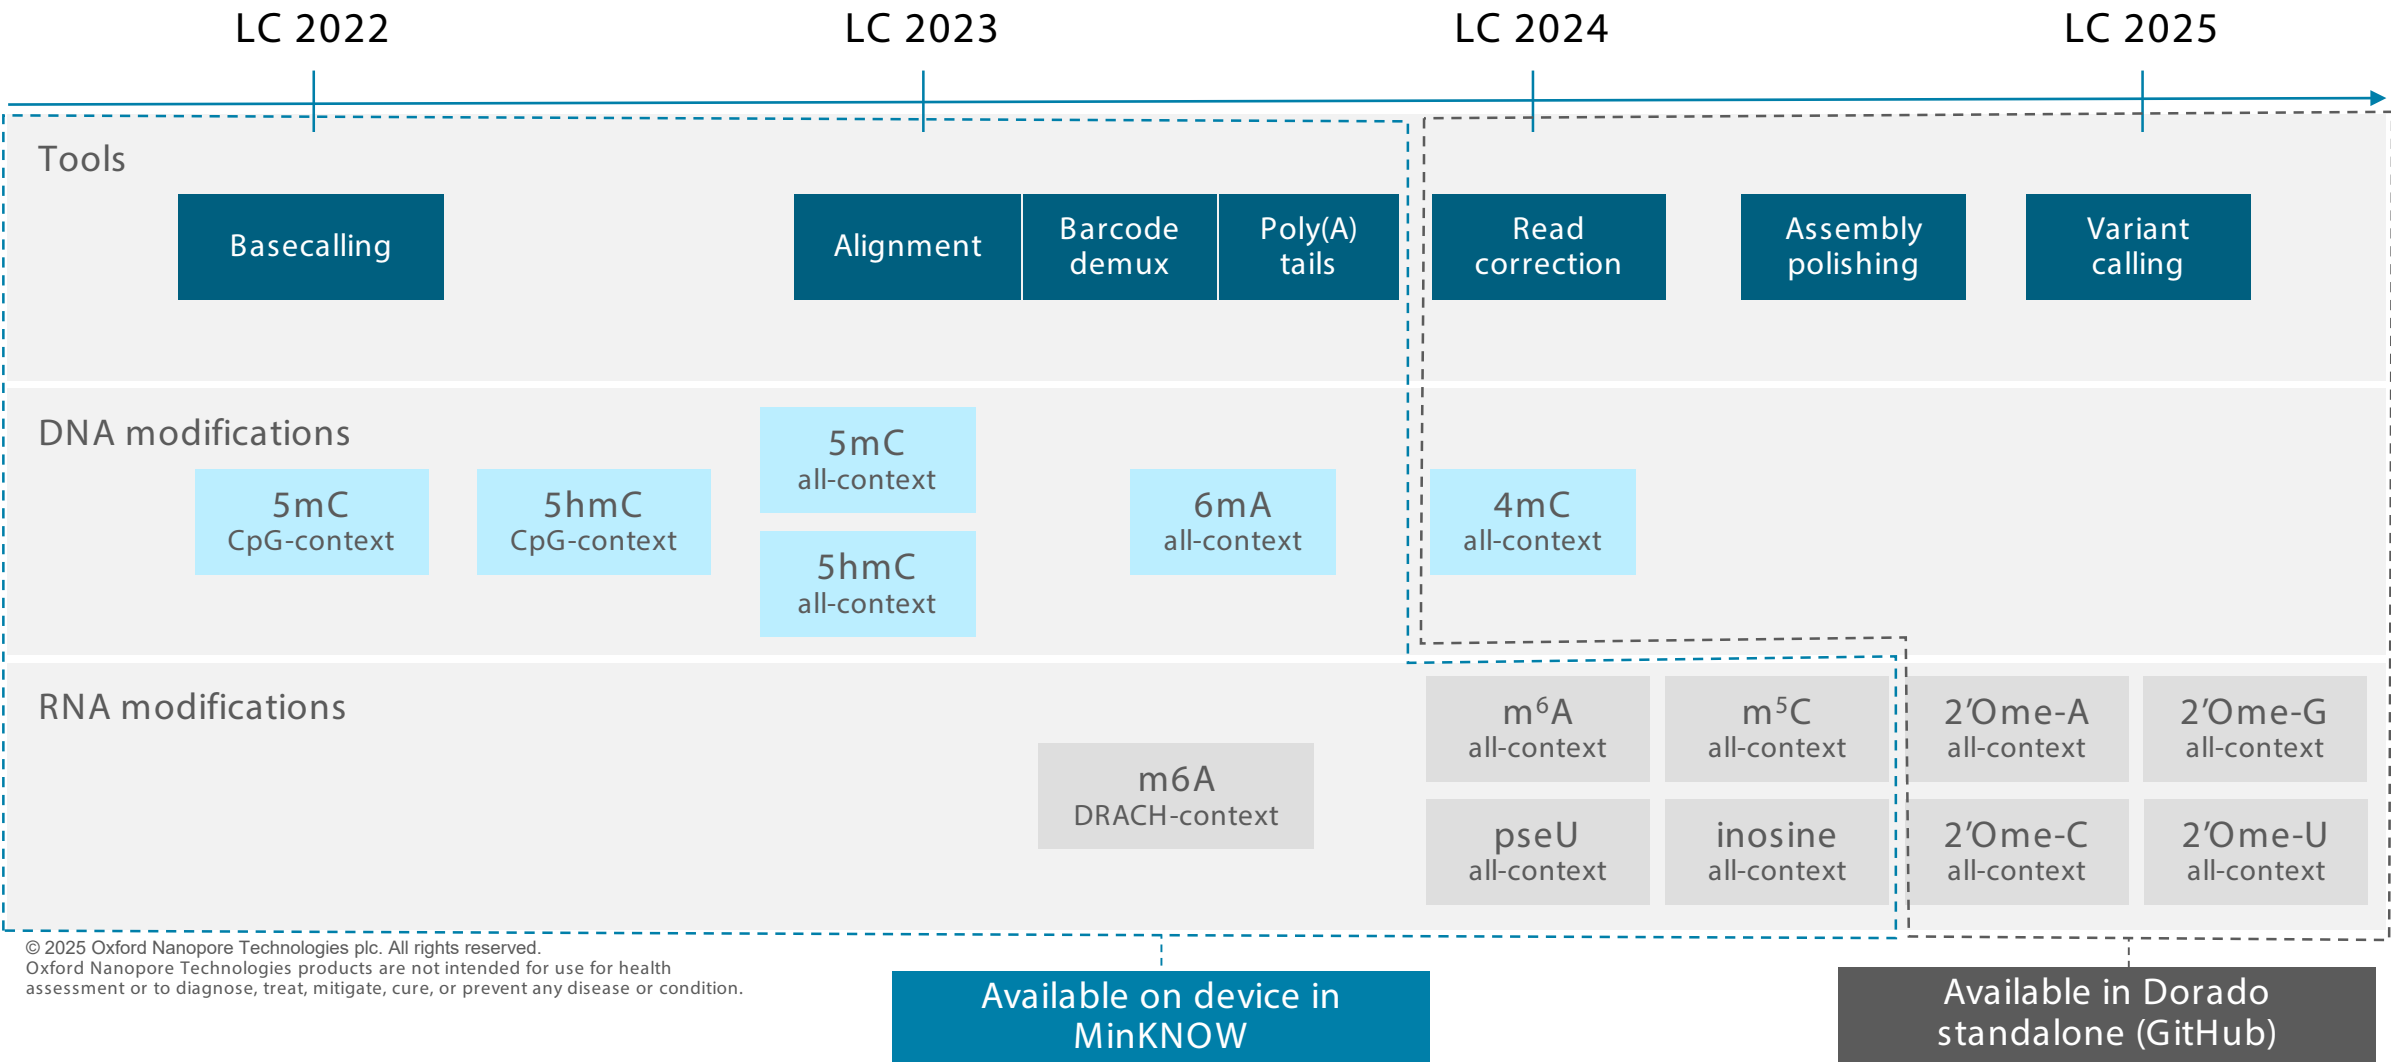 LC 2022
LC 2023
LC 2024
LC 2025
Tools
Basecalling
Alignment
Barcode
demux
Poly(A)
tails
Read
correction
Assembly
polishing
Variant
calling
DNA modifications
5mC
CpG-context
5hmC
CpG-context
5mC
all-context
5hmC
all-context
6mA
all-context
4mC
all-context
RNA modifications
m6A
DRACH-context
m⁶A
all-context
m⁵C
all-context
2’Ome-A
all-context
2’Ome-G
all-context
pseU
all-context
inosine
all-context
2’Ome-C
all-context
2’Ome-U
all-context
© 2025 Oxford Nanopore Technologies plc. All rights reserved.
Oxford Nanopore Technologies products are not intended for use for health
assessment or to diagnose, treat, mitigate, cure, or prevent any disease or condition.
Available on device in
MinKNOW
Available in Dorado
standalone (GitHub)